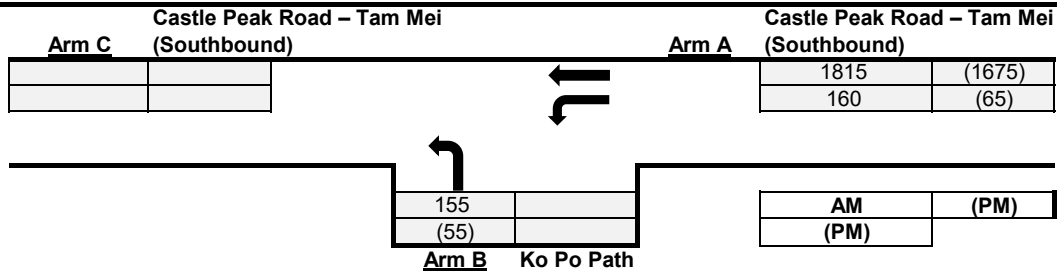 Castle Peak Road – Tam Mei
Arm C (Southbound)
Castle Peak Road – Tam Mei
Arm A (Southbound)
1815 (1675)
160 (65)
155
(55)
Arm B Ko Po Path
AM (PM)
(PM)